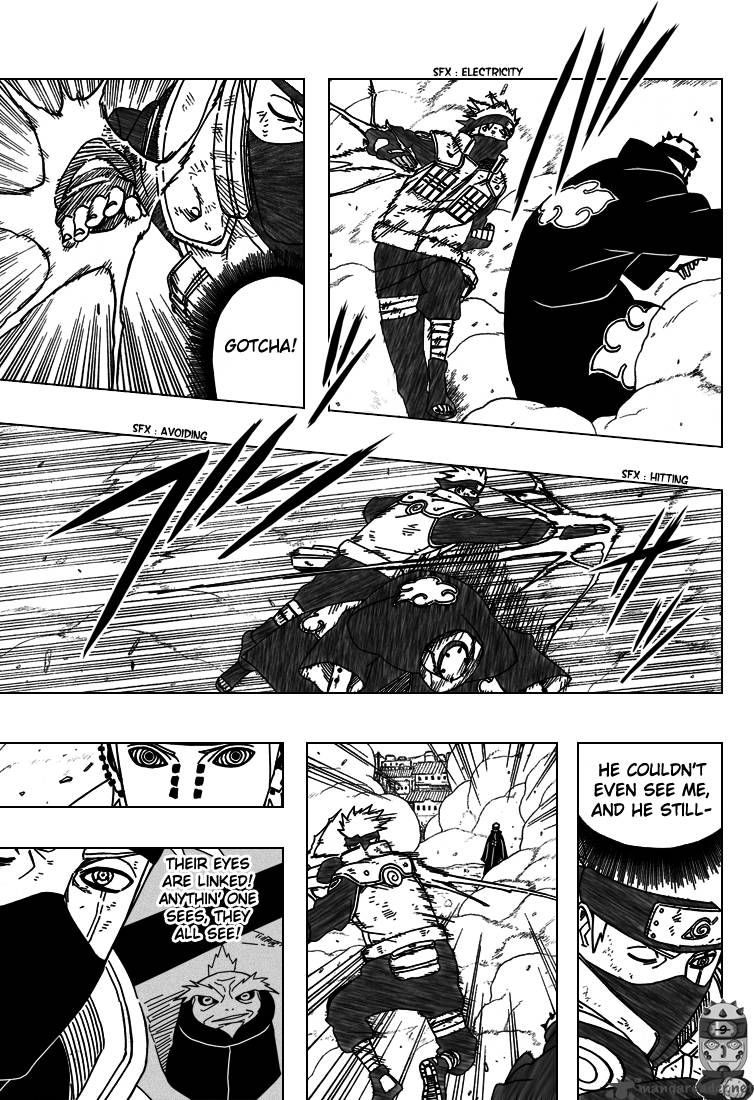 SFX : ELECTRICITY
GOTCHA!
SFX : AVOIDING
SFX : HITTING
HE COULDN'T
EVEN SEE ME,
AND HE STILL-
THEIR EYES
ARE LINKED!
ANYTHIN' ONE
SEES, THEY
ALL SEE!